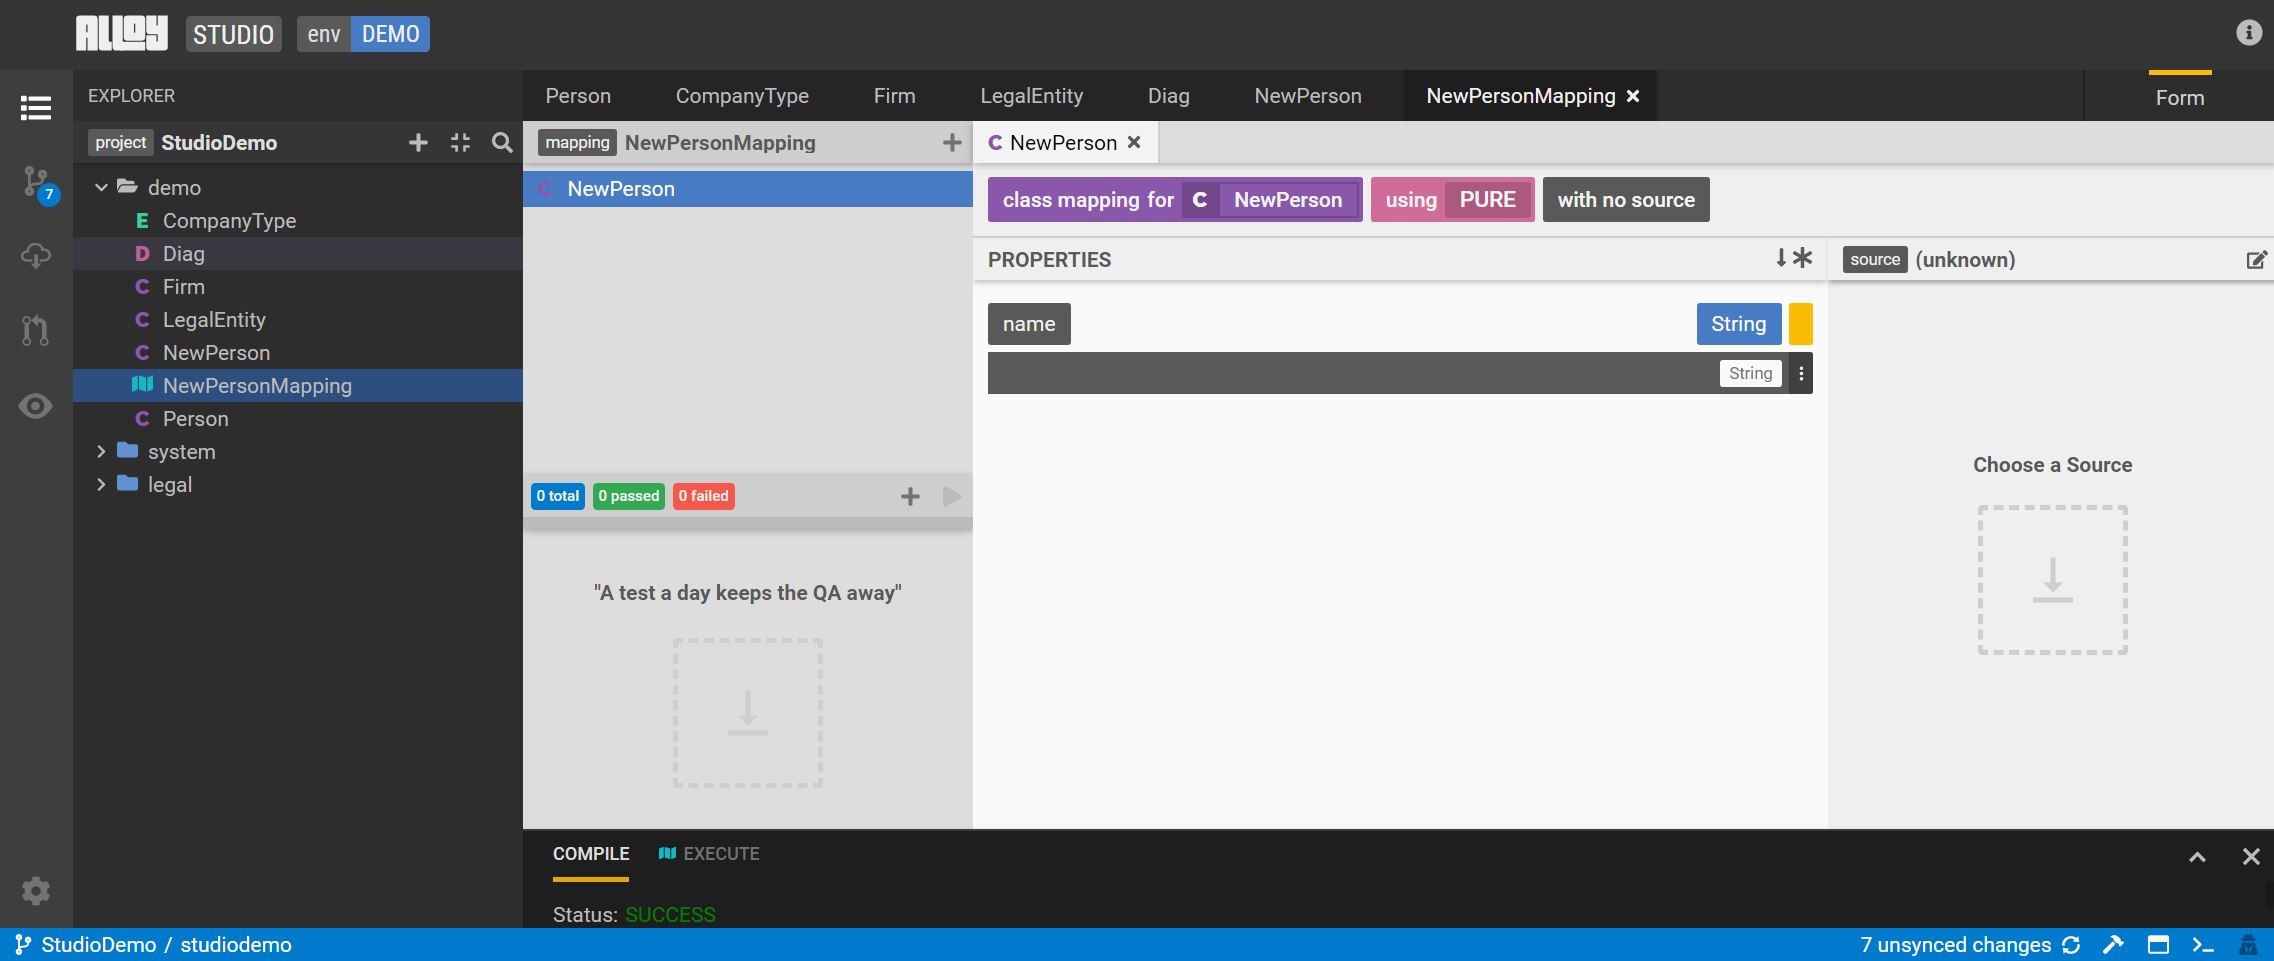 ALLOY STUDIO env DEMO
EXPLORER
project StudioDemo
7
demo
E CompanyType
D Diag
C Firm
C LegalEntity
C NewPerson
NewPersonMapping
C Person
system
legal
Person CompanyType Firm LegalEntity Diag NewPerson NewPersonMapping
Form
mapping NewPersonMapping
C NewPerson
0 total 0 passed 0 failed
"A test a day keeps the QA away"
C NewPerson
class mapping for C NewPerson using PURE with no source
PROPERTIES
name String
String
source (unknown)
Choose a Source
COMPILE EXECUTE
Status: SUCCESS
StudioDemo / studiodemo
7 unsynced changes